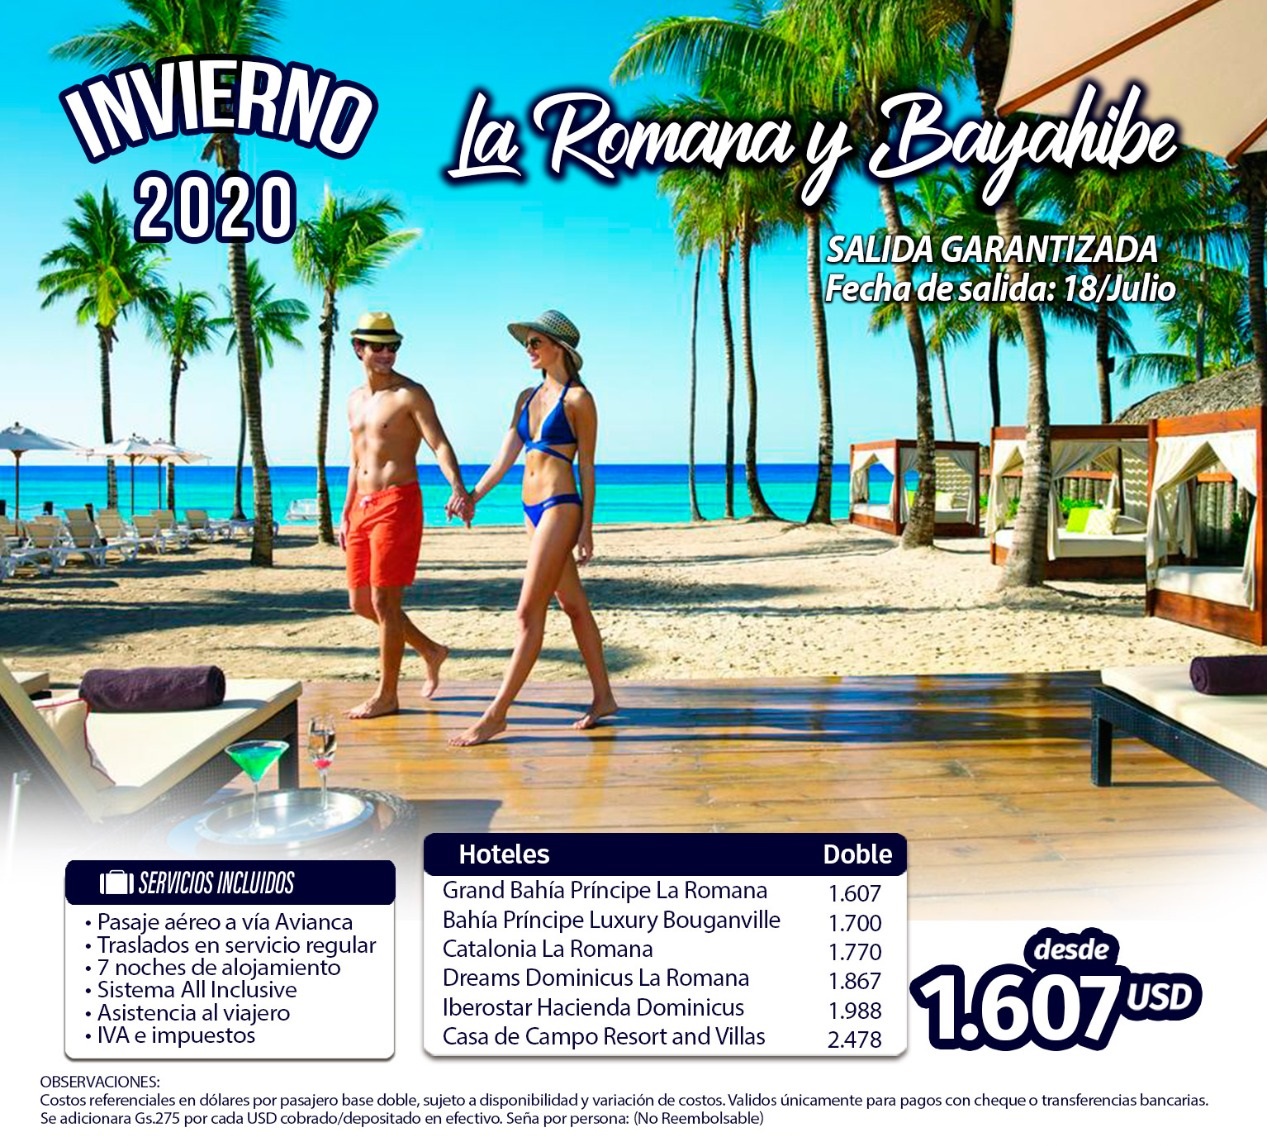 INVIERNO
2020
La Romana y Bayahibe
SALIDA GARANTIZADA
Fecha de salida: 18/Julio
SERVICIOS INCLUIDOS
• Pasaje aéreo a vía Avianca
• Traslados en servicio regular
• 7 noches de alojamiento
• Sistema All Inclusive
• Asistencia al viajero
• IVA e impuestos
Hoteles Doble
Grand Bahía Príncipe La Romana 1.607
Bahía Príncipe Luxury Bouganville 1.700
Catalonia La Romana 1.770
Dreams Dominicus La Romana 1.867
Iberostar Hacienda Dominicus 1.988
Casa de Campo Resort and Villas 2.478
desde
1.607 USD
OBSERVACIONES:
Costos referenciales en dólares por pasajero base doble, sujeto a disponibilidad y variación de costos. Validos únicamente para pagos con cheque o transferencias bancarias.
Se adicionara Gs.275 por cada USD cobrado/depositado en efectivo. Seña por persona: (No Reembolsable)